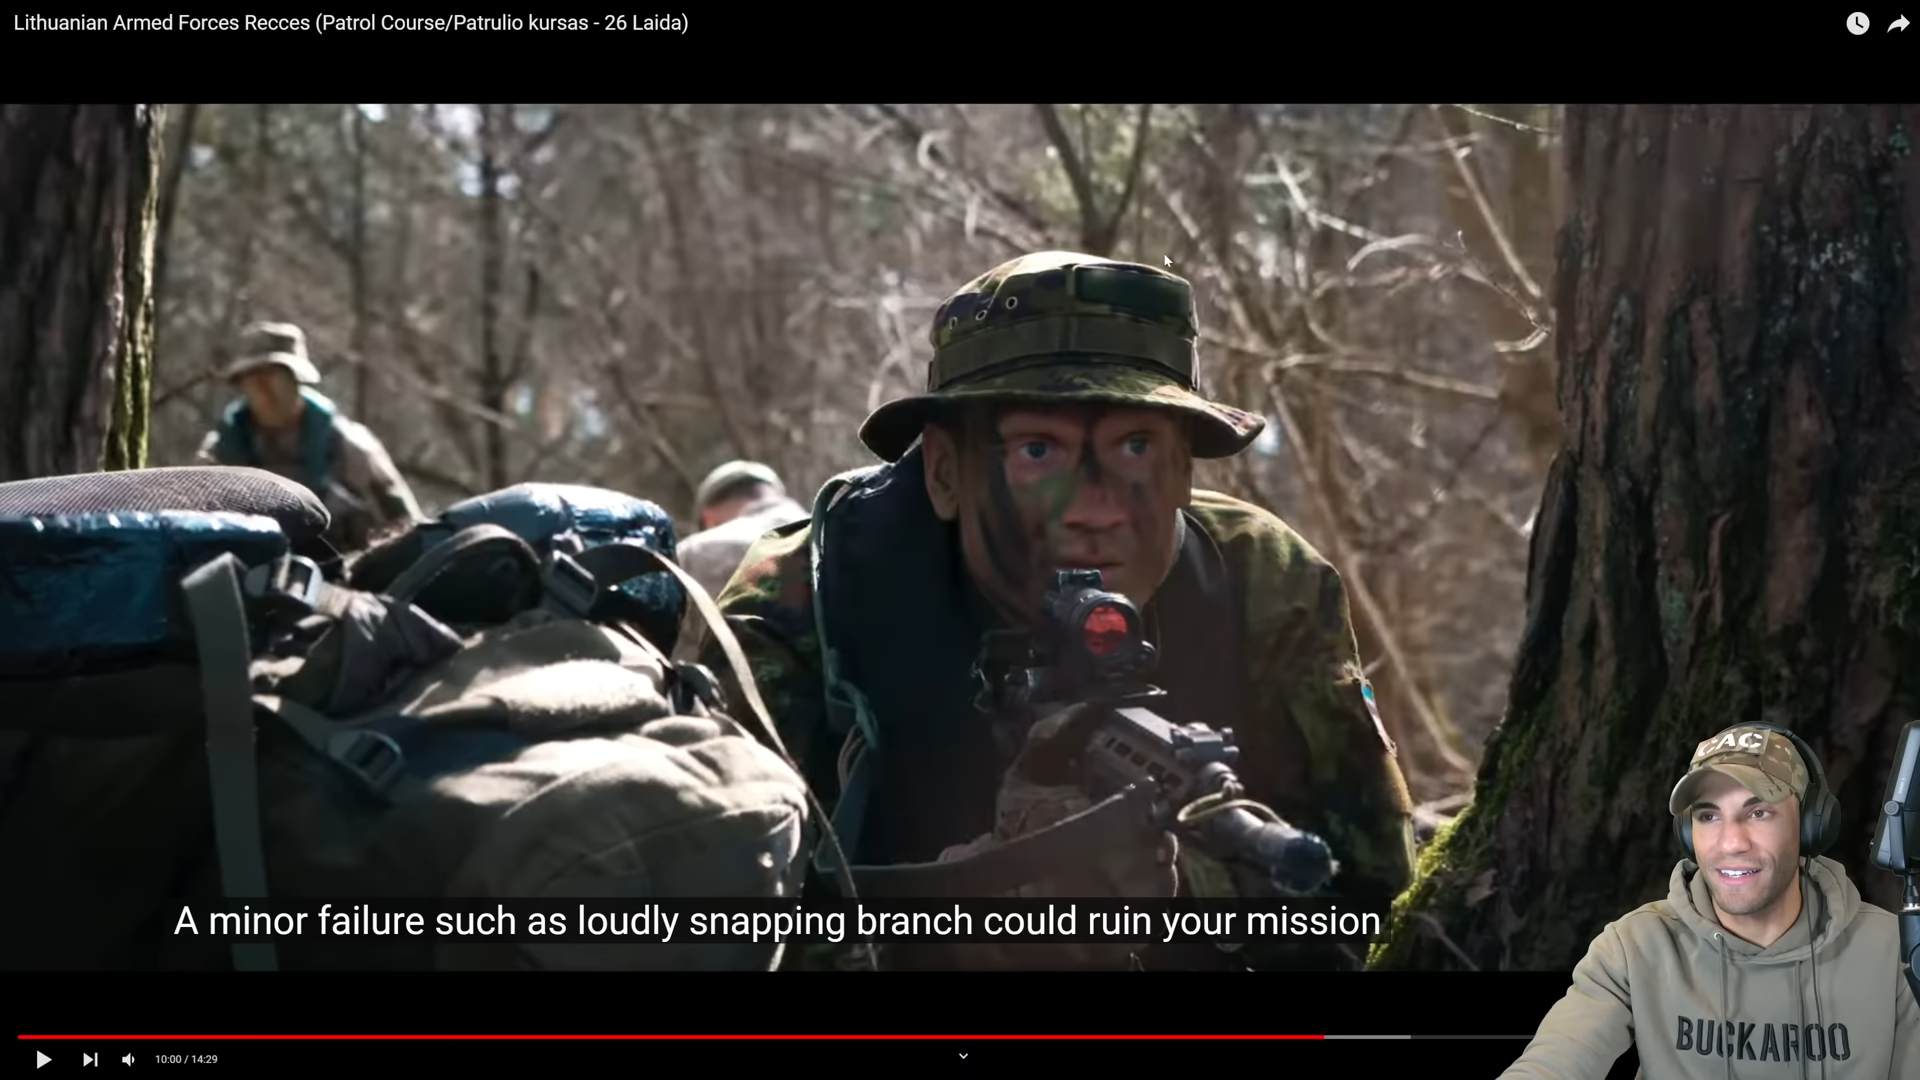 Lithuanian Armed Forces Recces (Patrol Course/Patrulio kursas - 26 Laida)
CAC
A minor failure such as loudly snapping branch could ruin your mission
BUCKAROO
10:00 / 14:29